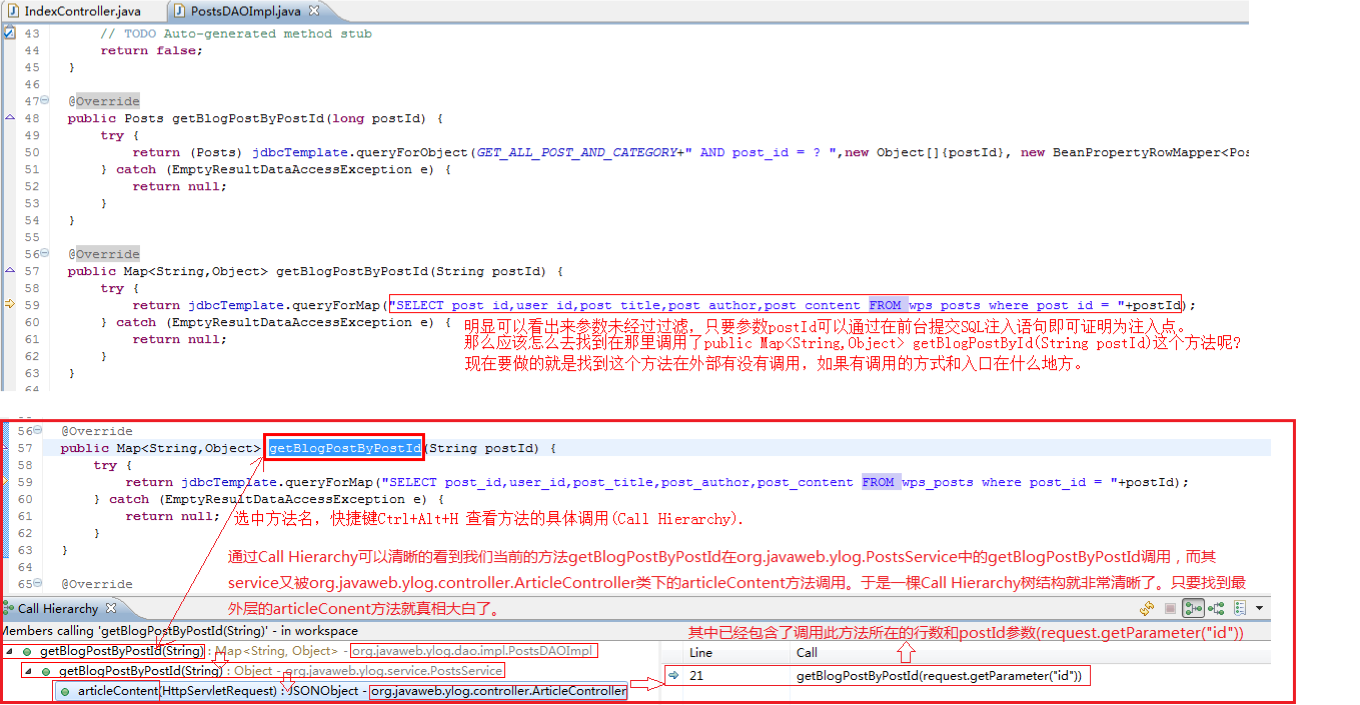 IndexController.java PostsDAOImpl.java
43 // TODO Auto-generated method stub
44 return false;
45 }
46
47 @Override
48 public Posts getBlogPostByPostId(long postId) {
49 try {
50 return (Posts) jdbcTemplate.queryForObject(GET_ALL_POST_AND_CATEGORY+" AND post_id = ? ",new Object[]{postId}, new BeanPropertyRowMapper<Pos
51 } catch (EmptyResultDataAccessException e) {
52 return null;
53 }
54 }
55
56 @Override
57 public Map<String,Object> getBlogPostByPostId(String postId) {
58 try {
59 return jdbcTemplate.queryForMap("SELECT post_id,user_id,post_title,post_author,post_content FROM wps_posts where post_id = "+postId);
60 } catch (EmptyResultDataAccessException e) { 明显可以看出来参数未经过过滤，只要参数postId可以通过在前台提交SQL注入语句即可证明为注入点。
61 return null; 那么应该怎么去找到在那里调用了public Map<String,Object> getBlogPostById(String postId)这个方法呢?
62 }
63 } 现在要做的就是找到这个方法在外部有没有调用，如果有调用的方式和入口在什么地方。
64
56 @Override
57 public Map<String,Object> getBlogPostByPostId(String postId) {
58 try {
59 return jdbcTemplate.queryForMap("SELECT post_id,user_id,post_title,post_author,post_content FROM wps_posts where post_id = "+postId);
60 } catch (EmptyResultDataAccessException e) {
61 return null; 选中方法名，快捷键Ctrl+Alt+H 查看方法的具体调用(Call Hierarchy).
62 }
63 }
通过Call Hierarchy可以清晰的看到我们当前的方法getBlogPostByPostId在org.javaweb.ylog.PostsService中的getBlogPostByPostId调用，而其
64
65 @Override service又被org.javaweb.ylog.controller.ArticleController类下的articleContent方法调用。于是一棵Call Hierarchy树结构就非常清晰了。只要找到最
Call Hierarchy 外层的articleConent方法就真相大白了。
Members calling 'getBlogPostByPostId(String)' - in workspace 其中已经包含了调用此方法所在的行数和postId参数(request.getParameter("id"))
getBlogPostByPostId(String) : Map<String, Object> - org.javaweb.ylog.dao.impl.PostsDAOImpl Line Call
getBlogPostByPostId(String) : Object - org.javaweb.ylog.service.PostsService 21 getBlogPostByPostId(request.getParameter("id"))
articleContent(HttpServletRequest) : JSONObject - org.javaweb.ylog.controller.ArticleController